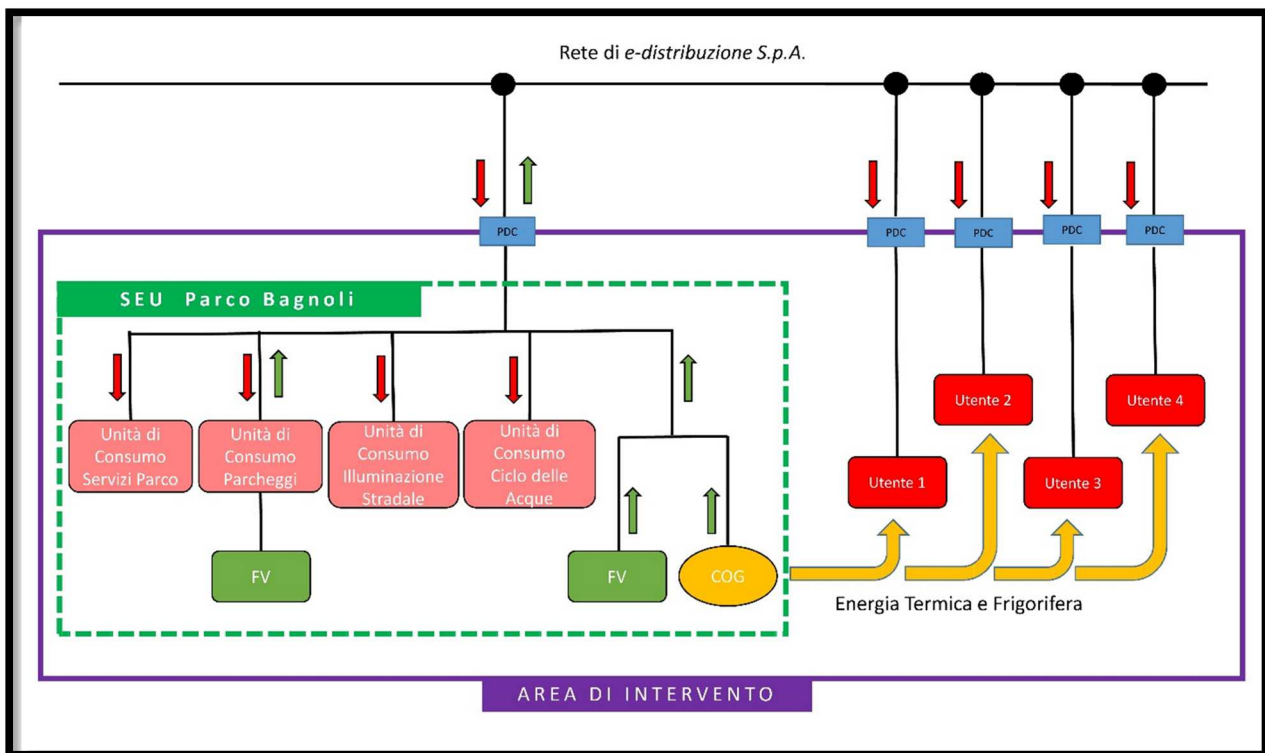 Rete di e-distribuzione S.p.A.
PDC
PDC
PDC
PDC
PDC
SEU Parco Bagnoli
Unità di
Consumo
Servizi Parco
Unità di
Consumo
Parcheggi
Unità di
Consumo
Illuminazione
Stradale
Unità di
Consumo
Ciclo delle
Acque
Utente 2
Utente 4
Utente 1
Utente 3
FV
FV
COG
Energia Termica e Frigorifera
AREA DI INTERVENTO